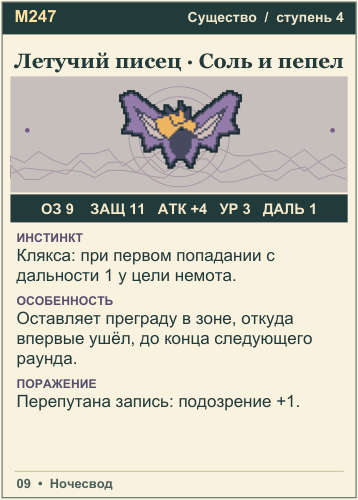 M247
Существо / ступень 4
Летучий писец · Соль и пепел
ОЗ 9 ЗАЩ 11 АТК +4 УР 3 ДАЛЬ 1
ИНСТИНКТ
Клякса: при первом попадании с
дальности 1 у цели немота.
ОСОБЕННОСТЬ
Оставляет преграду в зоне, откуда
впервые ушёл, до конца следующего
раунда.
ПОРАЖЕНИЕ
Перепутана запись: подозрение +1.
09 • Ночесвод